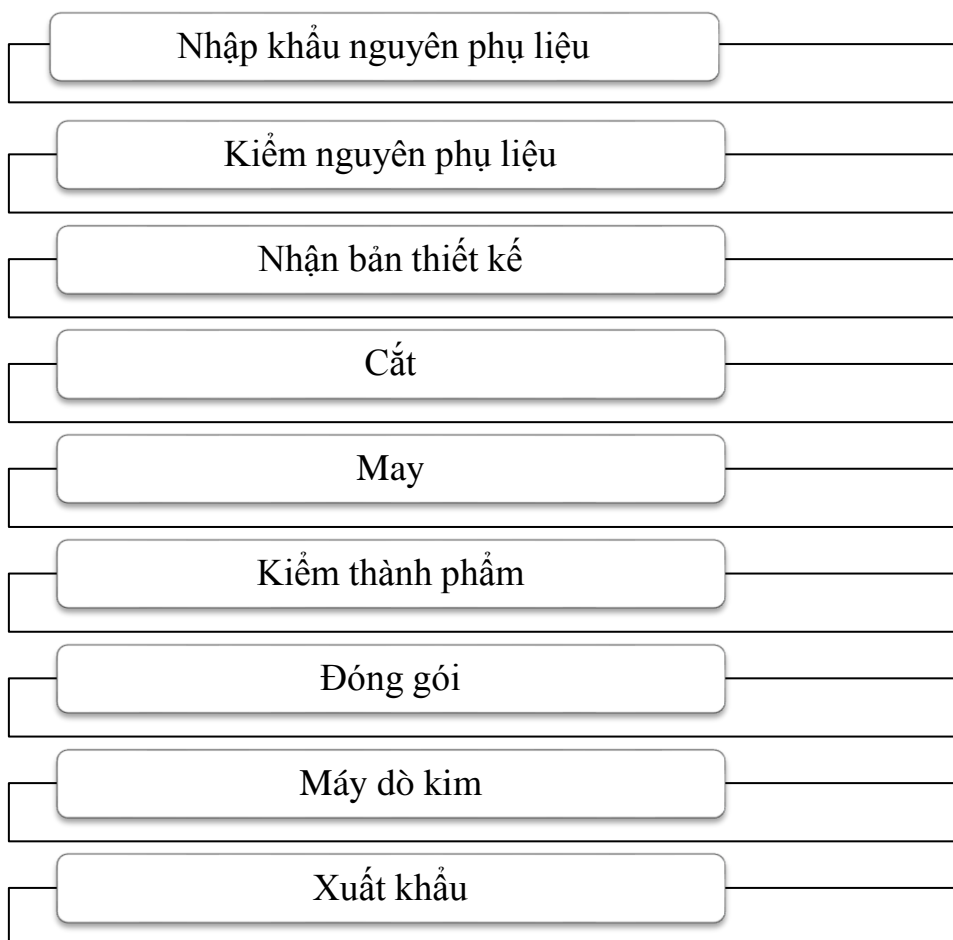 Nhập khẩu nguyên phụ liệu
Kiểm nguyên phụ liệu
Nhận bản thiết kế
Cắt
May
Kiểm thành phẩm
Đóng gói
Máy dò kim
Xuất khẩu